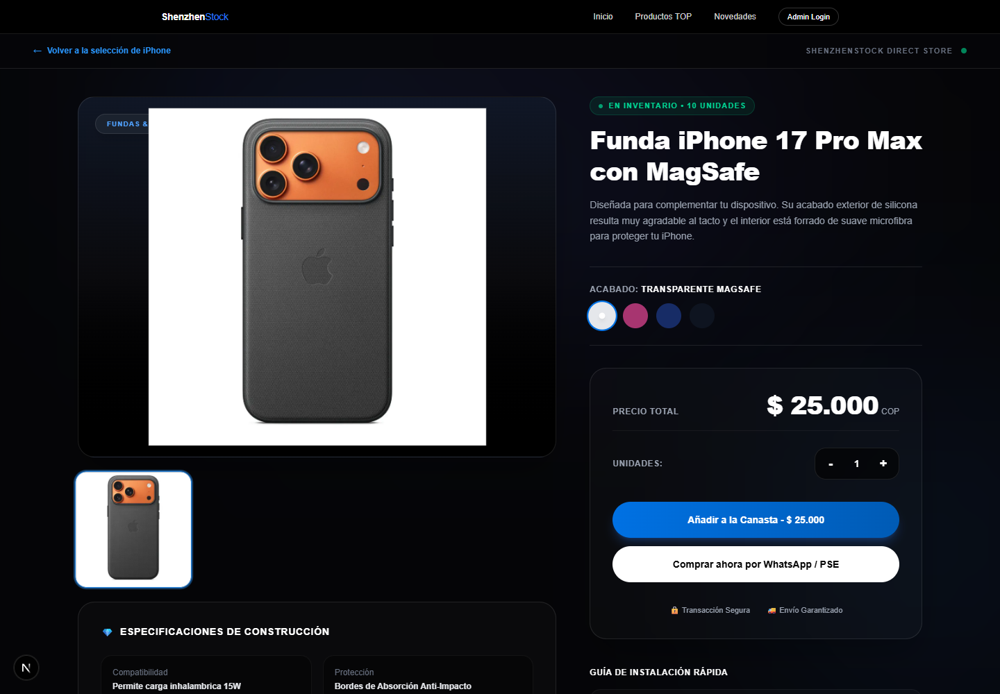 ShenzhenStock
Inicio
Productos TOP
Novedades
Admin Login
← Volver a la selección de iPhone
SHENZHENSTOCK DIRECT STORE
FUNDAS &
EN INVENTARIO • 10 UNIDADES
Funda iPhone 17 Pro Max
con MagSafe
Diseñada para complementar tu dispositivo. Su acabado exterior de silicona
resulta muy agradable al tacto y el interior está forrado de suave microfibra
para proteger tu iPhone.
ACABADO: TRANSPARENTE MAGSAFE
PRECIO TOTAL
$ 25.000 COP
UNIDADES:
- 1 +
Añadir a la Canasta - $ 25.000
Comprar ahora por WhatsApp / PSE
Transacción Segura
Envío Garantizado
ESPECIFICACIONES DE CONSTRUCCIÓN
Compatibilidad
Permite carga inhalambrica 15W
Protección
Bordes de Absorción Anti-Impacto
GUÍA DE INSTALACIÓN RÁPIDA
N